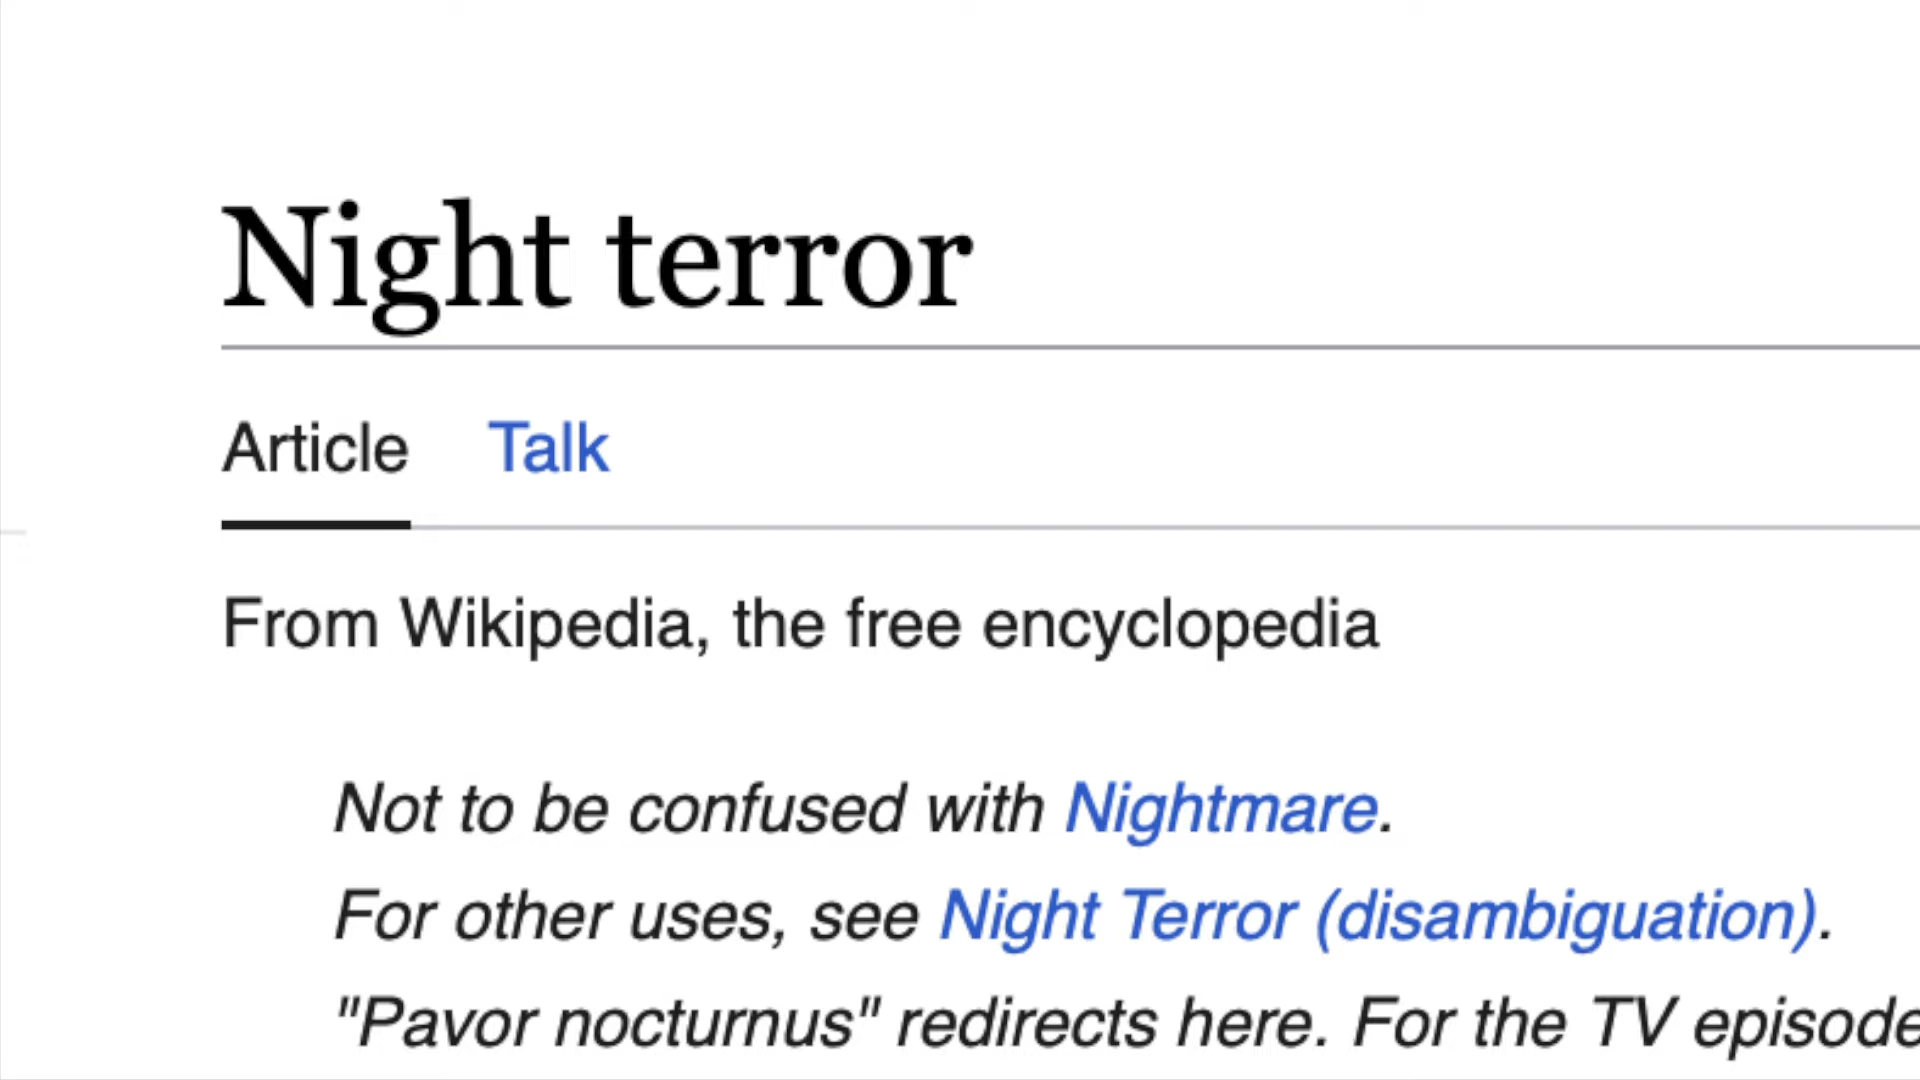 Night terror
Article Talk
From Wikipedia, the free encyclopedia
Not to be confused with Nightmare.
For other uses, see Night Terror (disambiguation).
"Pavor nocturnus" redirects here. For the TV episode